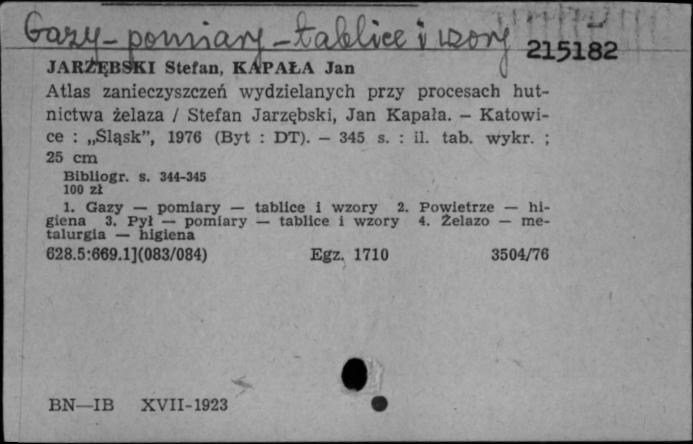 Gazy – pomiary – tablice i wzory
215182
JARZĘBSKI Stefan, KAPAŁA Jan
Atlas zanieczyszczeń wydzielanych przy procesach hut-
nictwa żelaza / Stefan Jarzębski, Jan Kapała. – Katowi-
ce : „Śląsk”, 1976 (Byt : DT). – 345 s. : il. tab. wykr. ;
25 cm
Bibliogr. s. 344-345
100 zł
1. Gazy — pomiary — tablice i wzory 2. Powietrze — hi-
giena 3. Pył — pomiary — tablice i wzory 4. Żelazo — me-
talurgia — higiena
628.5:669.1](083/084) Egz. 1710 3504/76
BN—IB XVII-1923